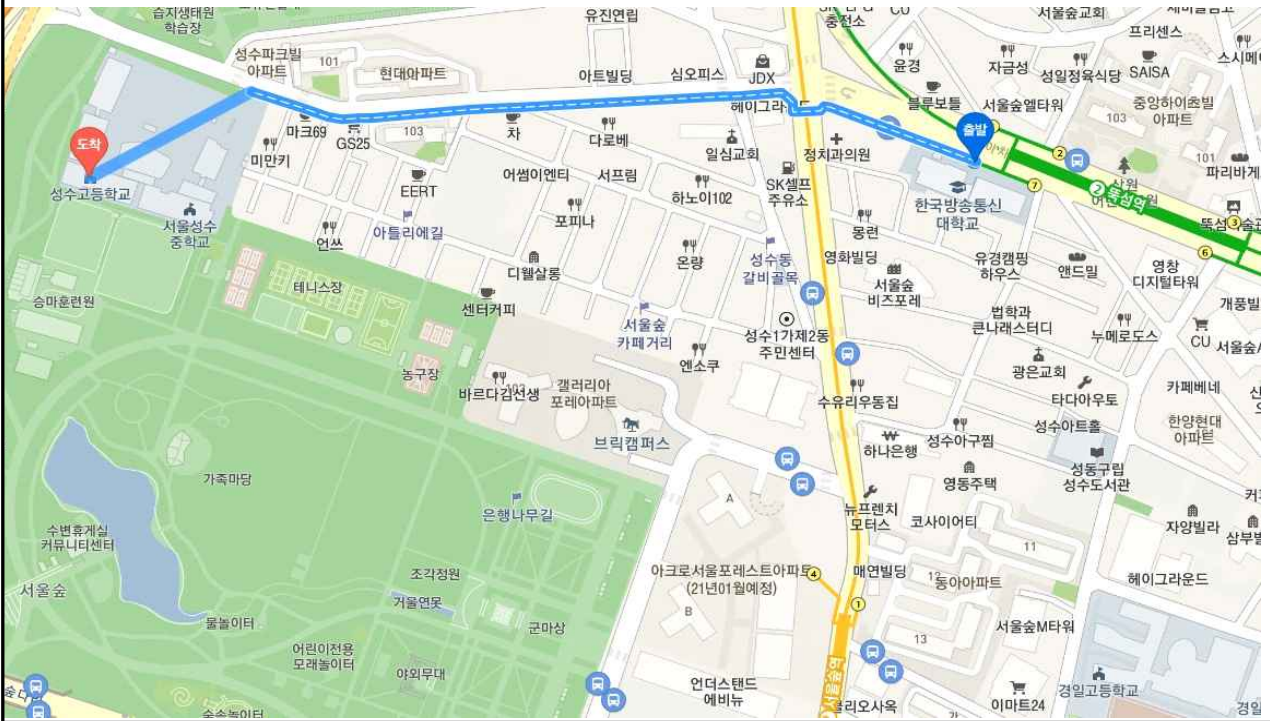 습지생태원
학습장
유진연립
충전소
CU
서울숲교회
프리센스
스시메
성수파크빌
아파트
101
현대아파트
아트빌딩
심오피스
JDX
윤경
자금성
성일정육식당
SAISA
헤이그라운드
블루보틀
서울숲엘타워
중앙하이츠빌
아파트
103
도착
마크69
GS25
103
차
다로베
출발
미만키
일심교회
정치과의원
2
101
파리바게
성수고등학교
EERT
어썸이엔티
서프림
하노이102
SK셀프
주유소
한국방송통신
대학교
7
2 뚝섬역
3
서울성수
중학교
언쓰
아틀리에길
포피나
몽련
6
디웰살롱
온량
성수동
갈비골목
영화빌딩
유경캠핑
하우스
앤드밀
영창
디지털타워
승마훈련원
테니스장
센터커피
서울숲
비즈포레
개풍빌
서울숲
카페거리
성수1가제2동
주민센터
법학과
큰나래스터디
누메로도스
CU
농구장
엔소쿠
광은교회
바르다김선생
갤러리아
포레아파트
수유리우동집
타다아우토
카페베네
브릭캠퍼스
하나은행
성수아구찜
성수아트홀
한양현대
아파트
가족마당
성동구립
성수도서관
영동주택
A
은행나무길
뉴프렌치
모터스
코사이어티
자양빌라
수변휴게실
커뮤니티센터
11
조각정원
아크로서울포레스트아파트
(21년01월예정)
4
매연빌딩
동아아파트
헤이그라운드
서울숲
거울연못
B
1
물놀이터
군마상
13
서울숲M타워
어린이전용
모래놀이터
야외무대
서울숲역
언더스탠드
에비뉴
경일고등학교
이마트24
숲속놀이터